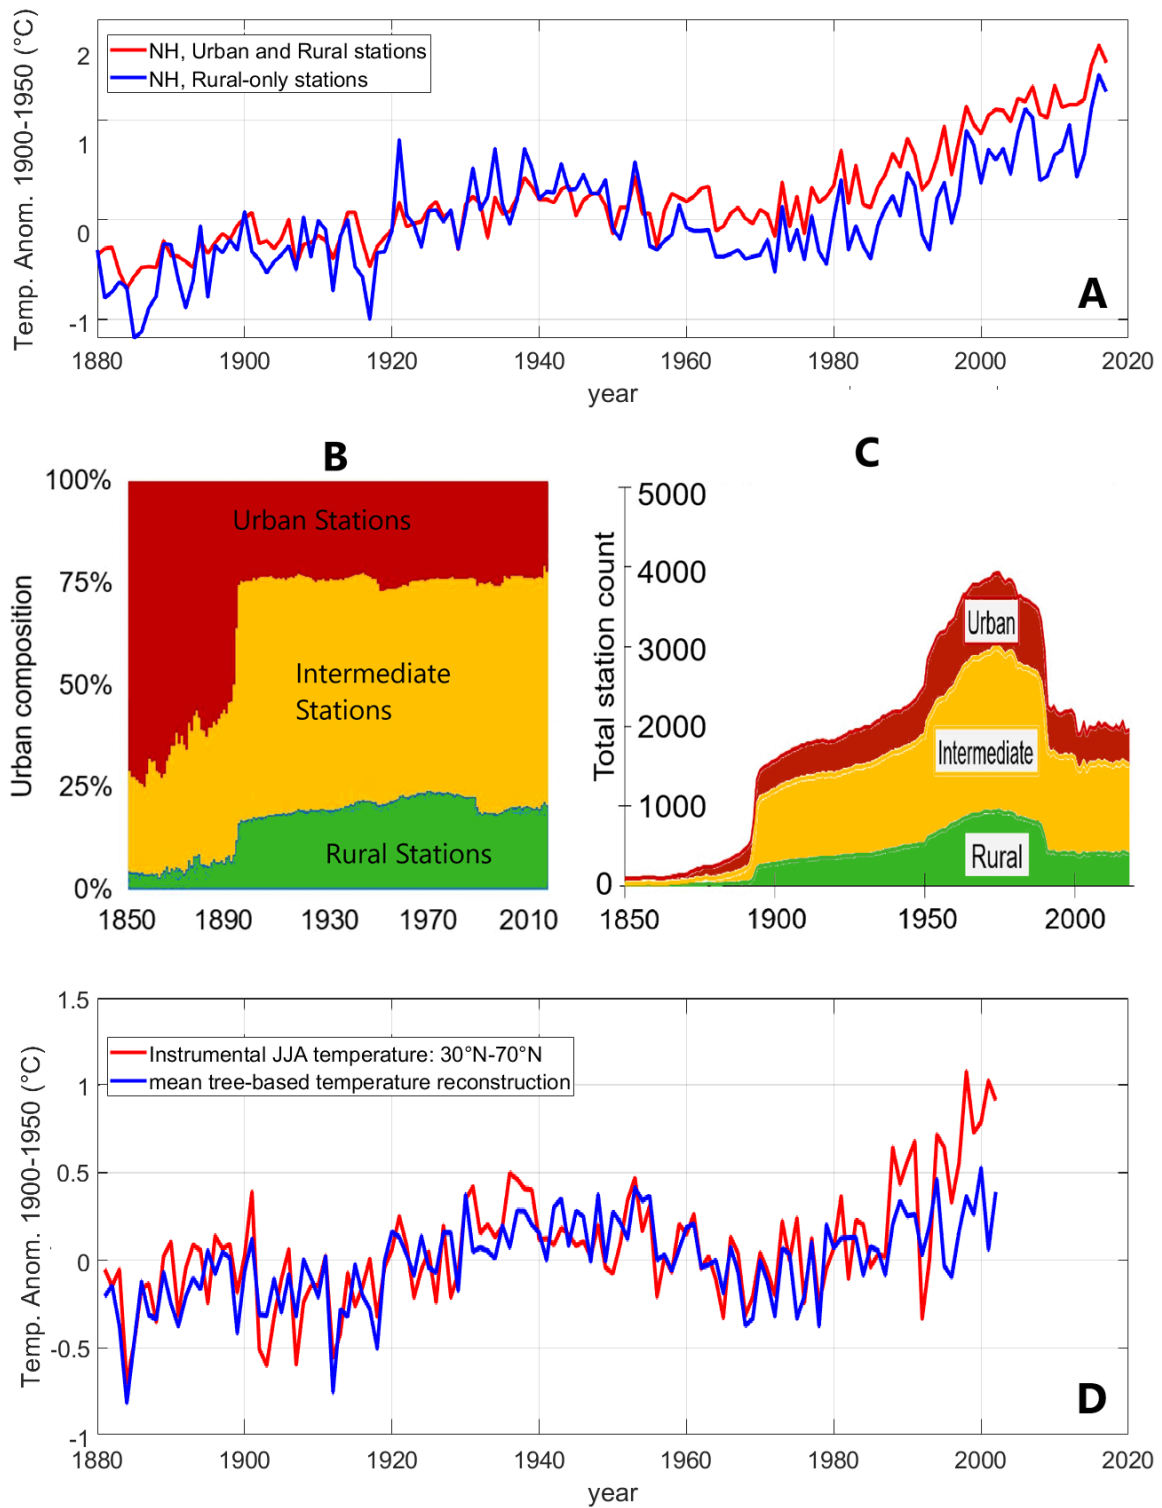 Temp. Anom. 1900-1950 (°C)
NH, Urban and Rural stations
NH, Rural-only stations
2
1
0
-1
A
1880 1900 1920 1940 1960 1980 2000 2020
year
B
Urban composition
100%
75%
50%
25%
0%
Urban Stations
Intermediate
Stations
Rural Stations
1850 1890 1930 1970 2010
C
Total station count
5000
4000
3000
2000
1000
0
Urban
Intermediate
Rural
1850 1900 1950 2000
Temp. Anom. 1900-1950 (°C)
Instrumental JJA temperature: 30°N-70°N
mean tree-based temperature reconstruction
1.5
1
0.5
0
-0.5
-1
D
1880 1900 1920 1940 1960 1980 2000 2020
year